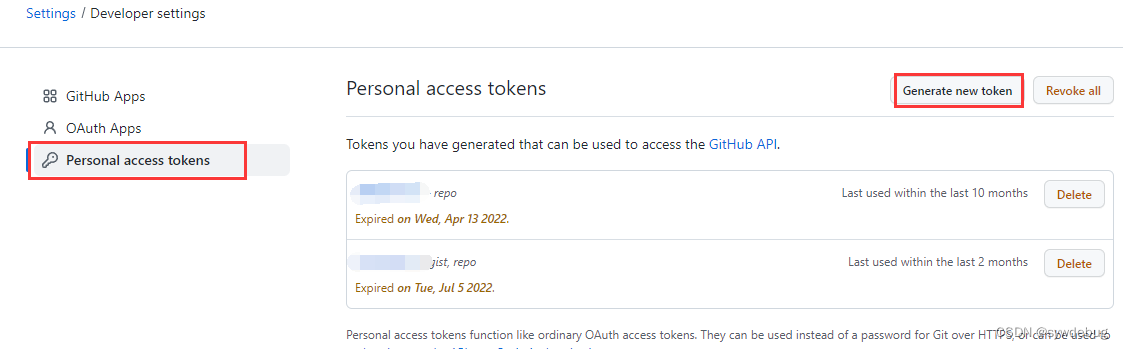 Settings / Developer settings
GitHub Apps
OAuth Apps
Personal access tokens
Personal access tokens
Generate new token
Revoke all
Tokens you have generated that can be used to access the GitHub API.
repo
Last used within the last 10 months
Delete
Expired on Wed, Apr 13 2022.
gist, repo
Last used within the last 2 months
Delete
Expired on Tue, Jul 5 2022.
Personal access tokens function like ordinary OAuth access tokens. They can be used instead of a password for Git over HTTPS, or can be used to
CSDN @sywdebug